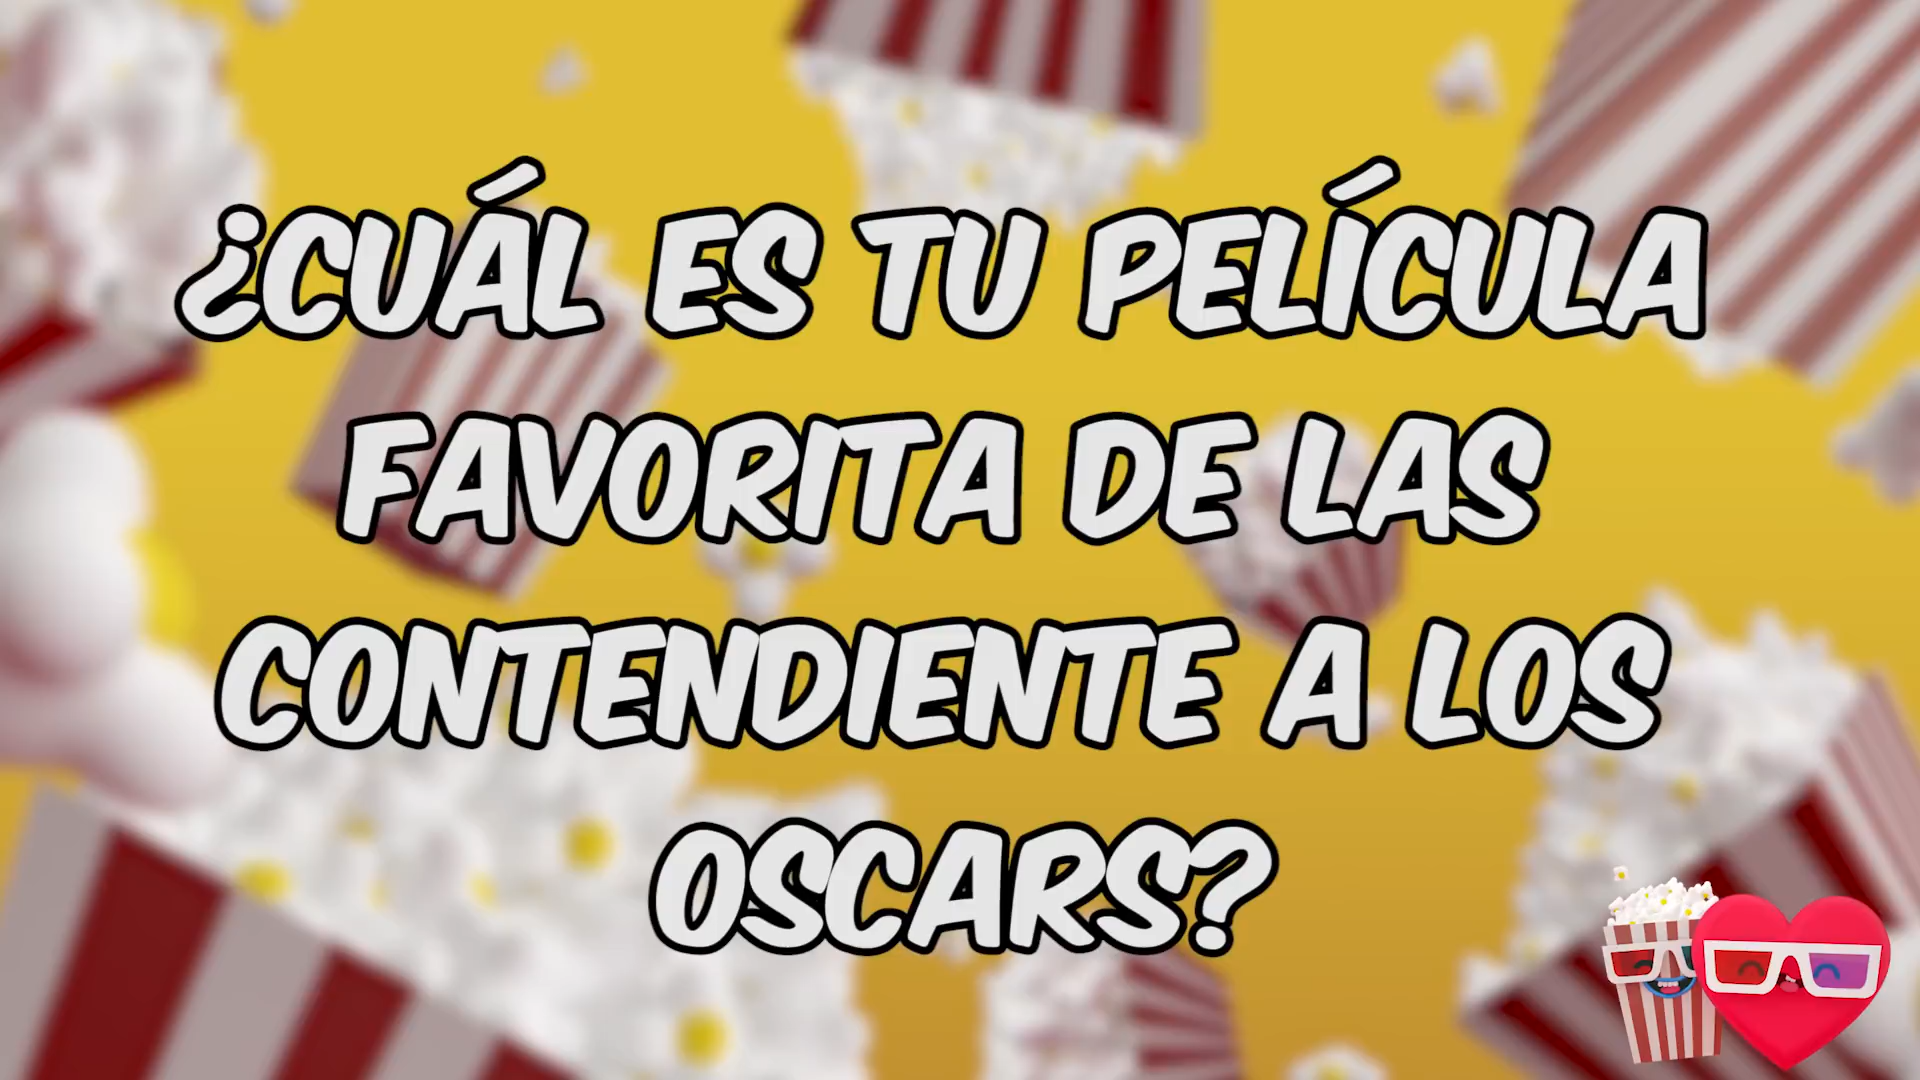 ¿CUÁL ES TU PELÍCULA
FAVORITA DE LAS
CONTENDIENTE A LOS
OSCARS?